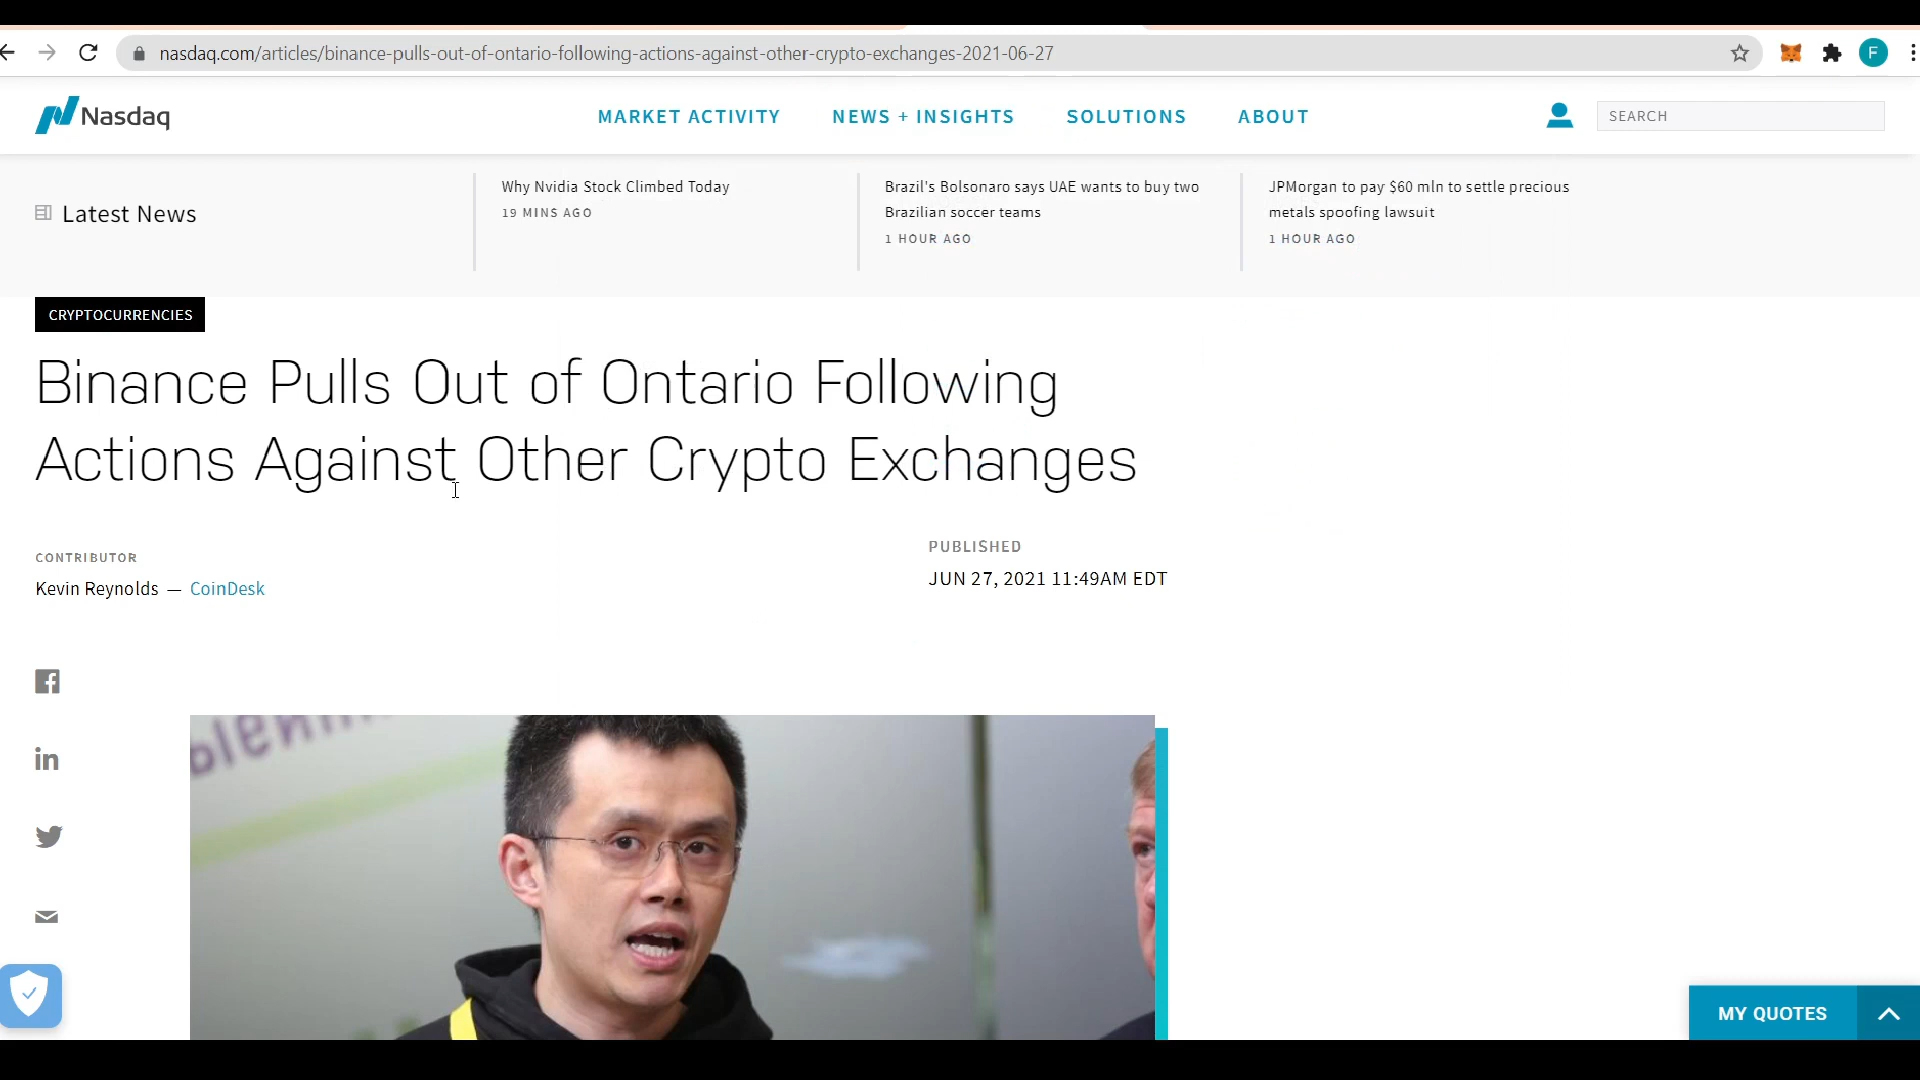 nasdaq.com/articles/binance-pulls-out-of-ontario-following-actions-against-other-crypto-exchanges-2021-06-27
F
Nasdaq
MARKET ACTIVITY
NEWS + INSIGHTS
SOLUTIONS
ABOUT
SEARCH
Latest News
Why Nvidia Stock Climbed Today
19 MINS AGO
Brazil's Bolsonaro says UAE wants to buy two
Brazilian soccer teams
1 HOUR AGO
JPMorgan to pay $60 mln to settle precious
metals spoofing lawsuit
1 HOUR AGO
CRYPTOCURRENCIES
Binance Pulls Out of Ontario Following
Actions Against Other Crypto Exchanges
CONTRIBUTOR
Kevin Reynolds — CoinDesk
PUBLISHED
JUN 27, 2021 11:49AM EDT
MY QUOTES